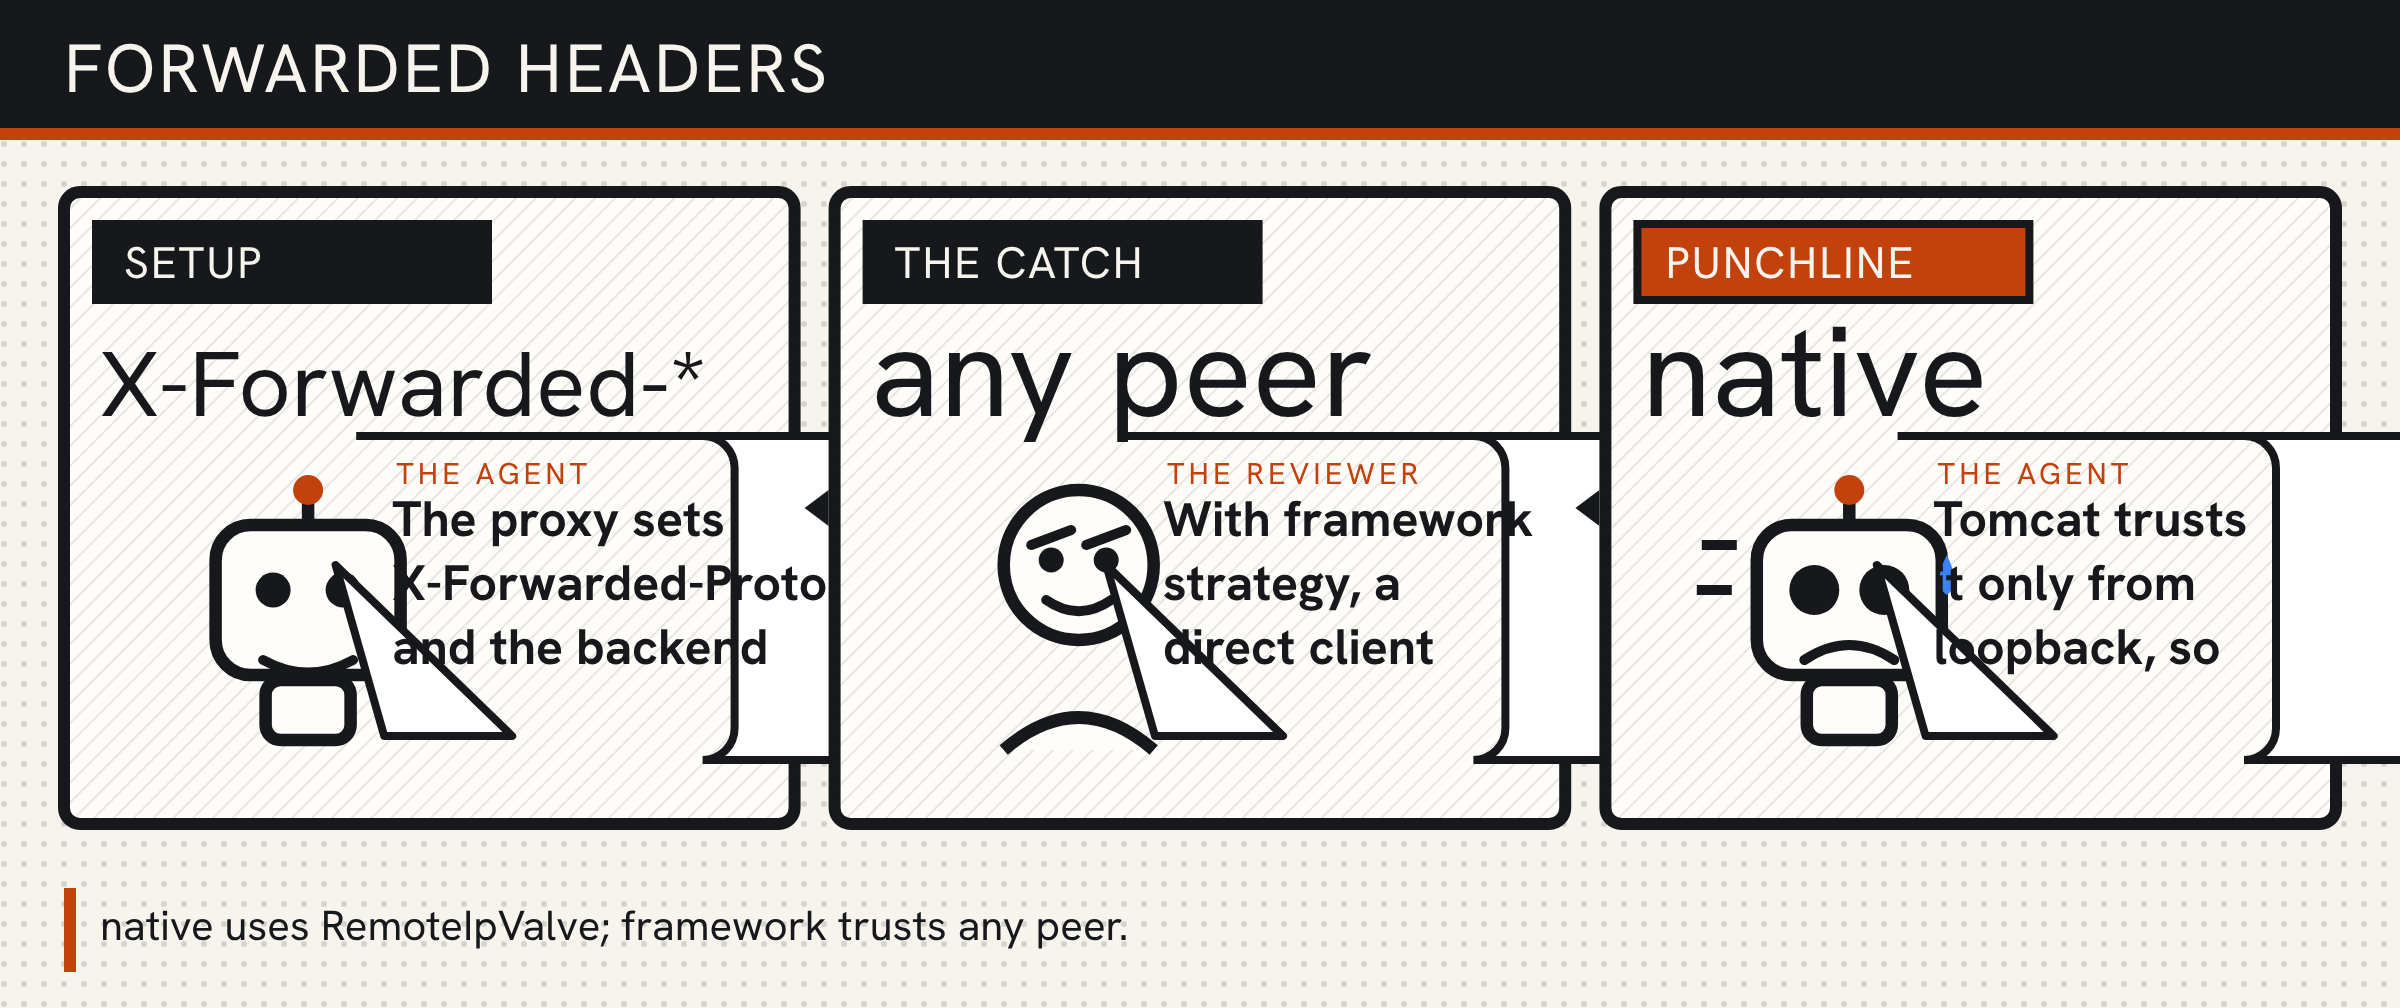 FORWARDED HEADERS
SETUP
X-Forwarded-*
THE AGENT
The proxy sets
X-Forwarded-Proto
and the backend
THE CATCH
any peer
THE REVIEWER
With framework
strategy, a
direct client
PUNCHLINE
native
THE AGENT
Tomcat trusts
it only from
loopback, so
native uses RemoteIpValve; framework trusts any peer.